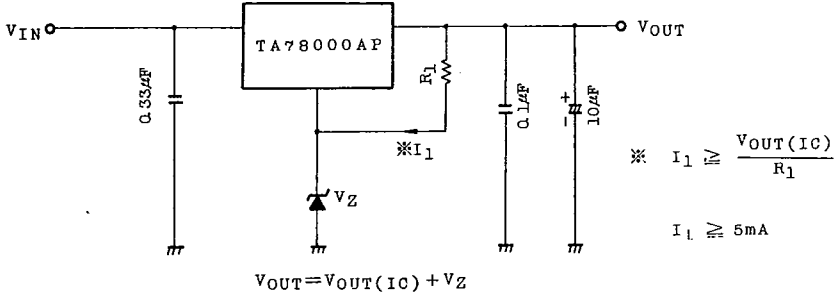 VIN
TA78000AP
VOUT
0.33μF
R1
※I1
0.1μF
+
-
10μF
VZ
※ I1 ≧ VOUT(IC)
R1
I1 ≧ 5mA
VOUT=VOUT(IC)+VZ